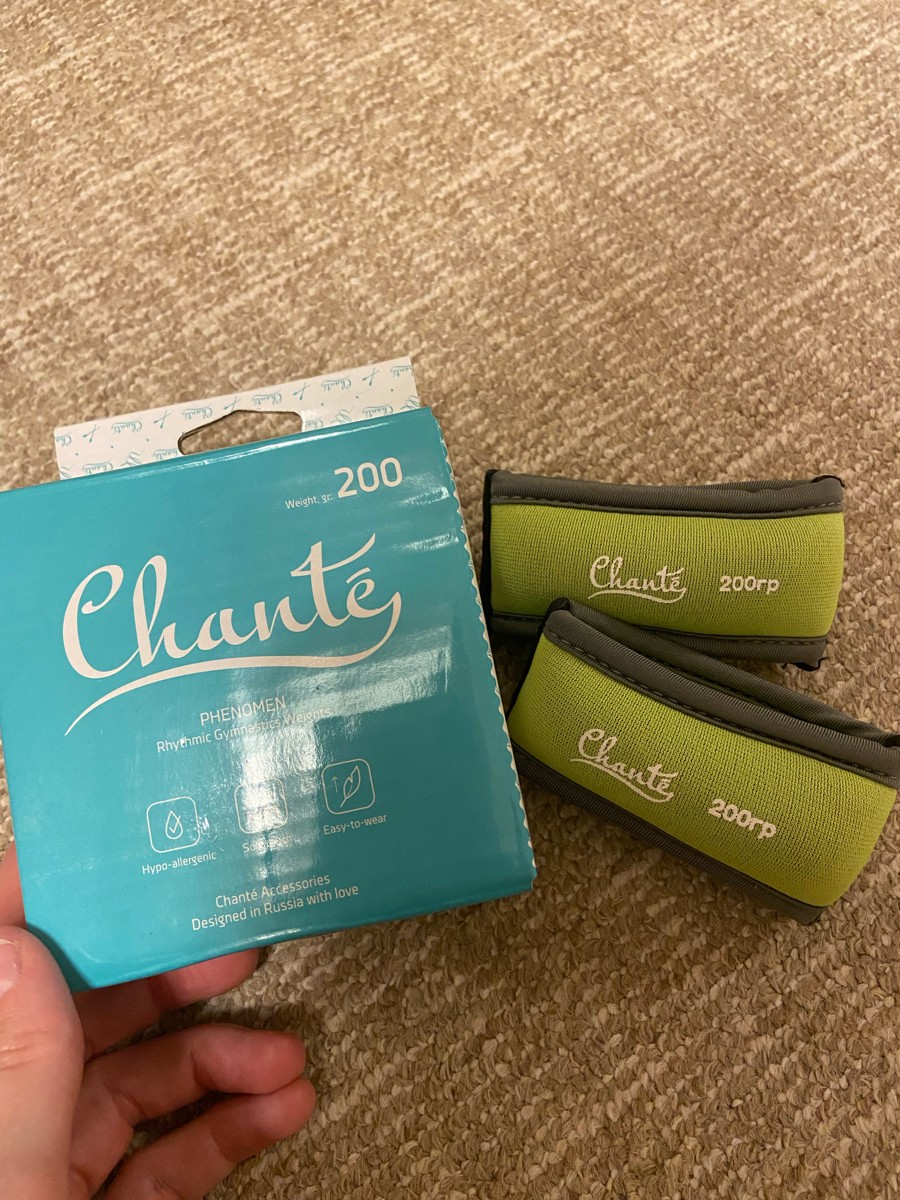 Weight, gr: 200
Chanté
PHENOMEN
Rhythmic Gymnastics Weights
Hypo-allergenic
Easy-to-wear
Chanté Accessories
Designed in Russia with love
Chanté 200гр
Chanté 200гр